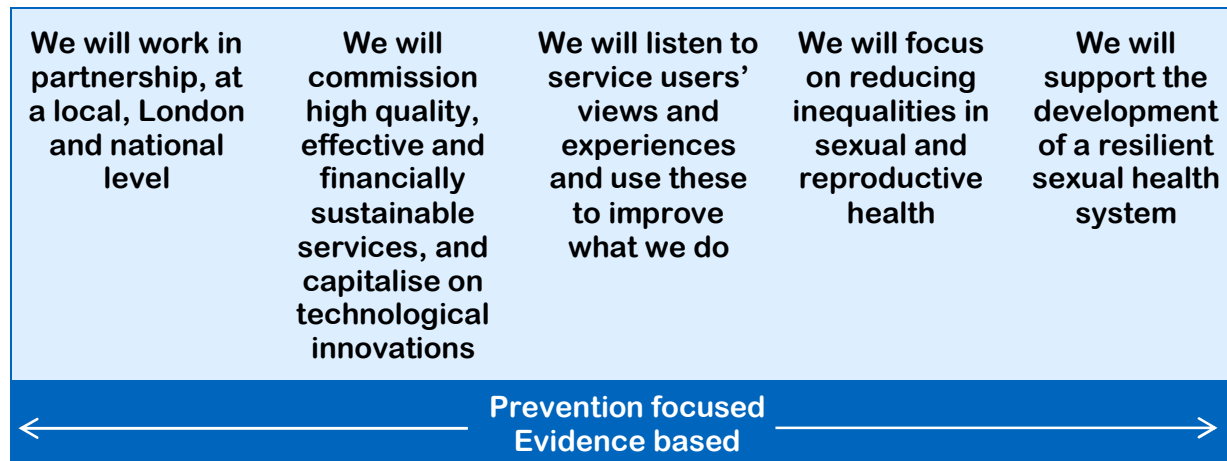 We will work in
partnership, at
a local, London
and national
level
We will
commission
high quality,
effective and
financially
sustainable
services, and
capitalise on
technological
innovations
We will listen to
service users’
views and
experiences
and use these
to improve
what we do
We will focus
on reducing
inequalities in
sexual and
reproductive
health
We will
support the
development
of a resilient
sexual health
system
Prevention focused
Evidence based